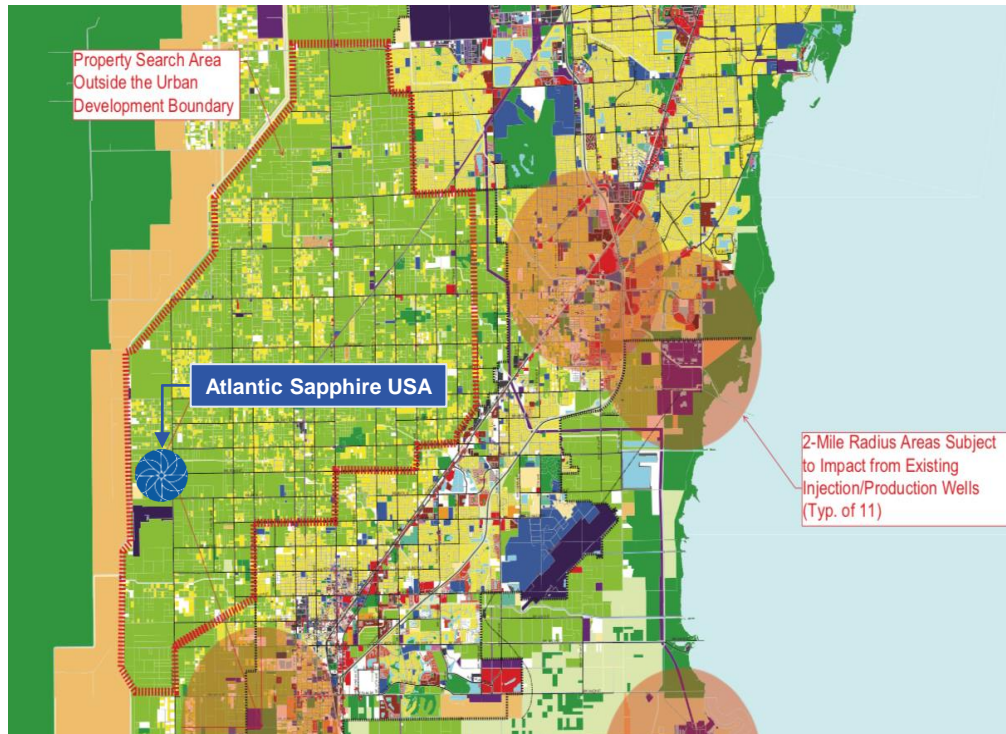 Property Search Area
Outside the Urban
Development Boundary
Atlantic Sapphire USA
2-Mile Radius Areas Subject
to Impact from Existing
Injection/Production Wells
(Typ. of 11)